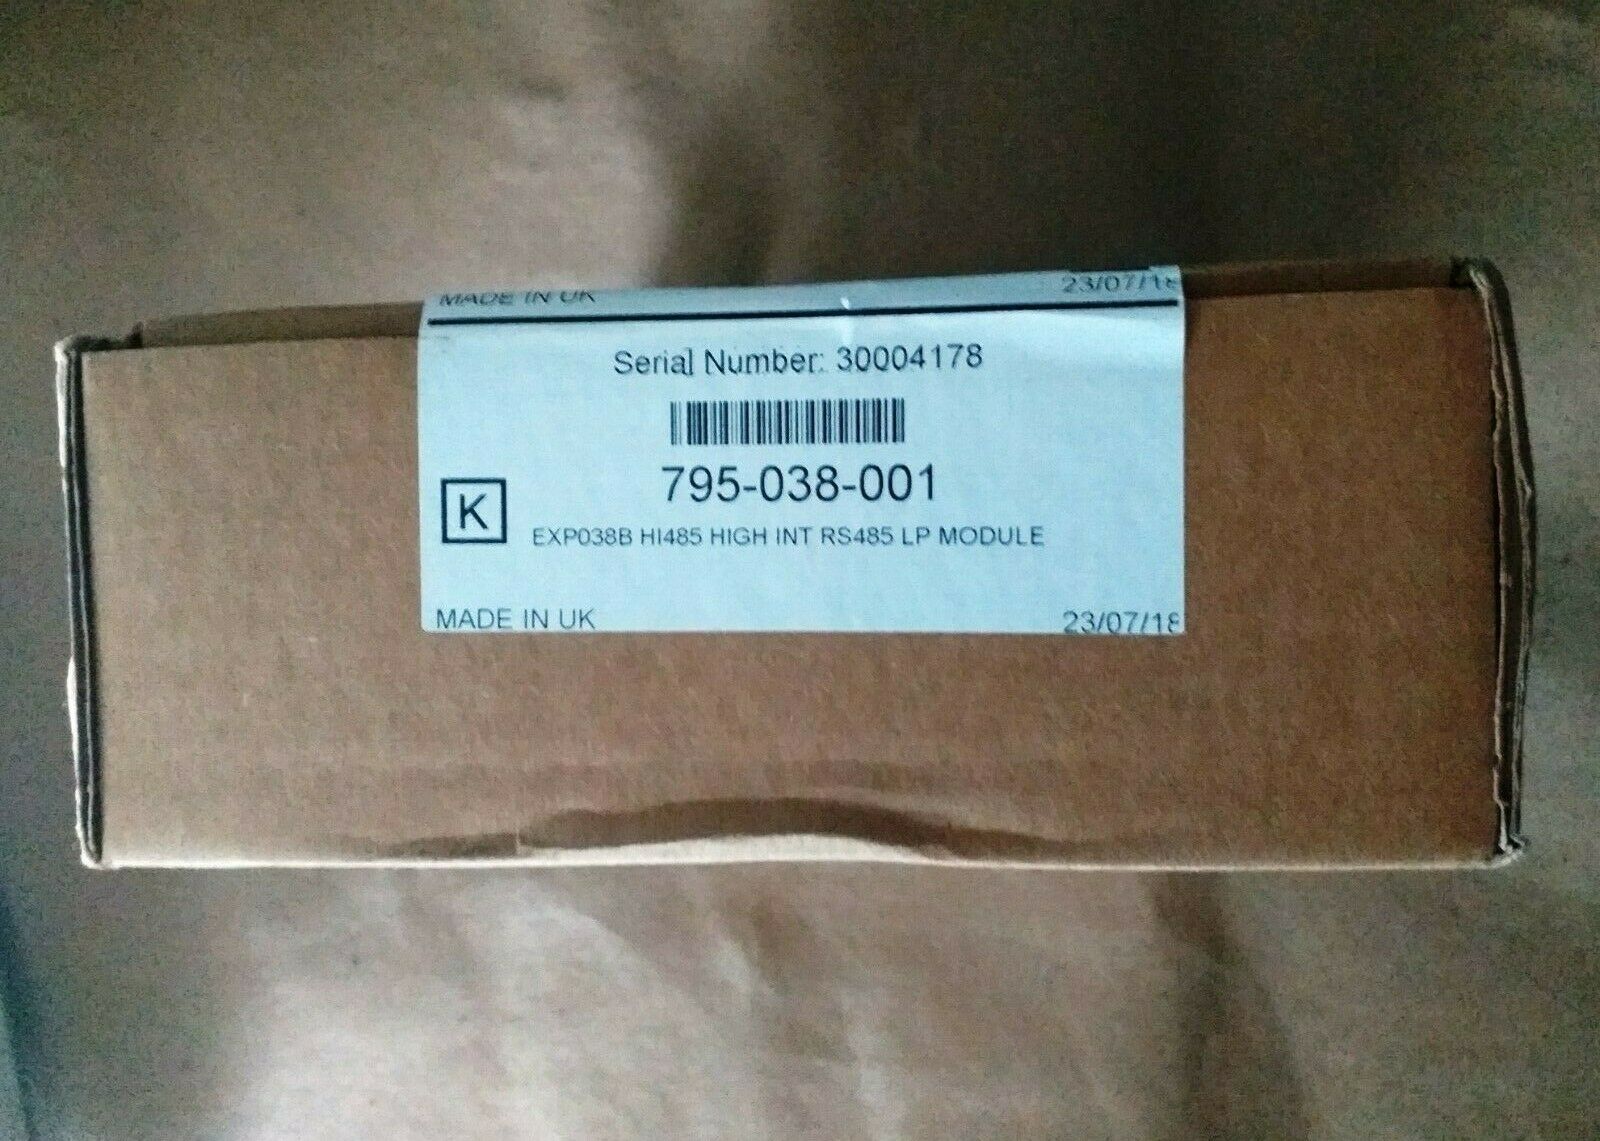 MADE IN UK 23/07/18
Serial Number: 30004178
795-038-001
K
EXP038B HI485 HIGH INT RS485 LP MODULE
MADE IN UK 23/07/18